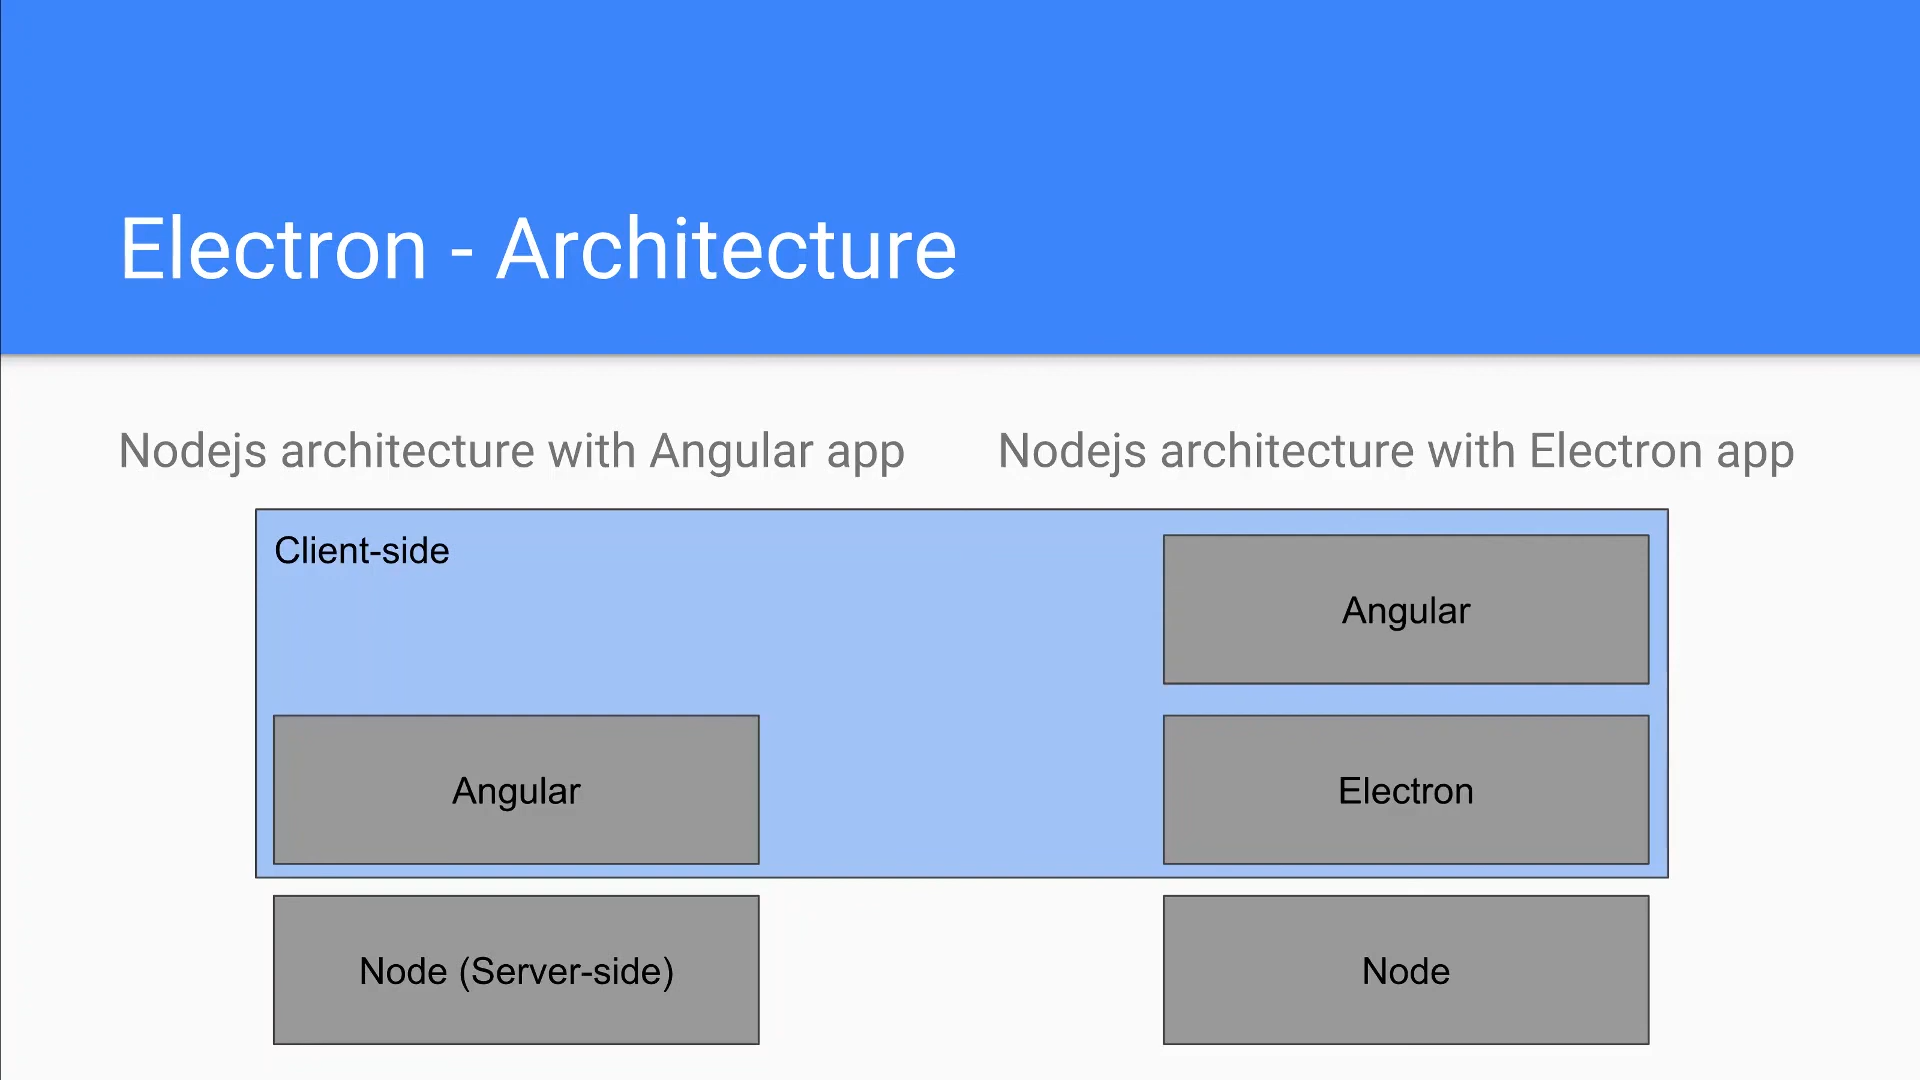 Electron - Architecture
Nodejs architecture with Angular app
Nodejs architecture with Electron app
Client-side
Angular
Angular
Electron
Node (Server-side)
Node